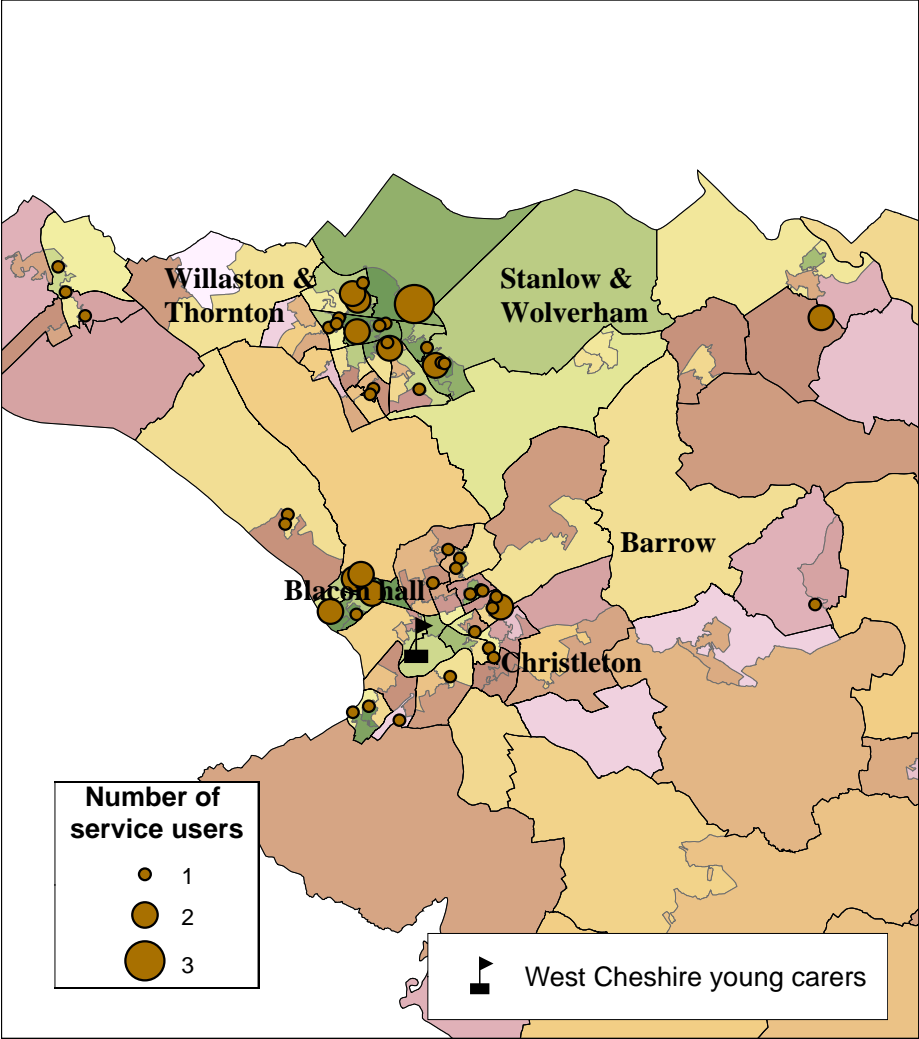 Willaston &
Thornton
Stanlow &
Wolverham
Barrow
Blacon hall
Christleton
Number of
service users
1
2
3
West Cheshire young carers